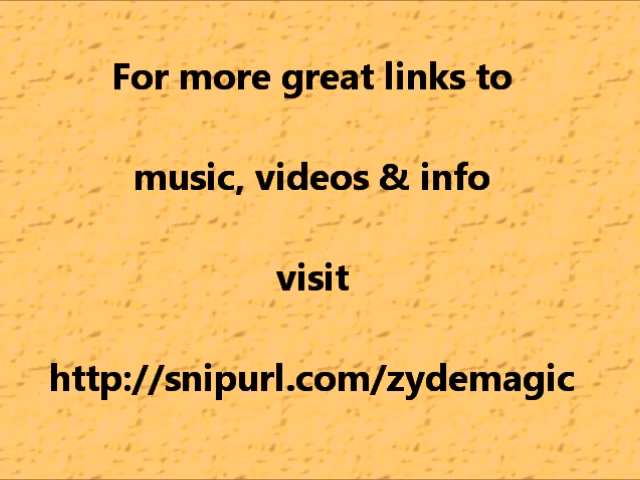 For more great links to
music, videos & info
visit
http://snipurl.com/zydemagic